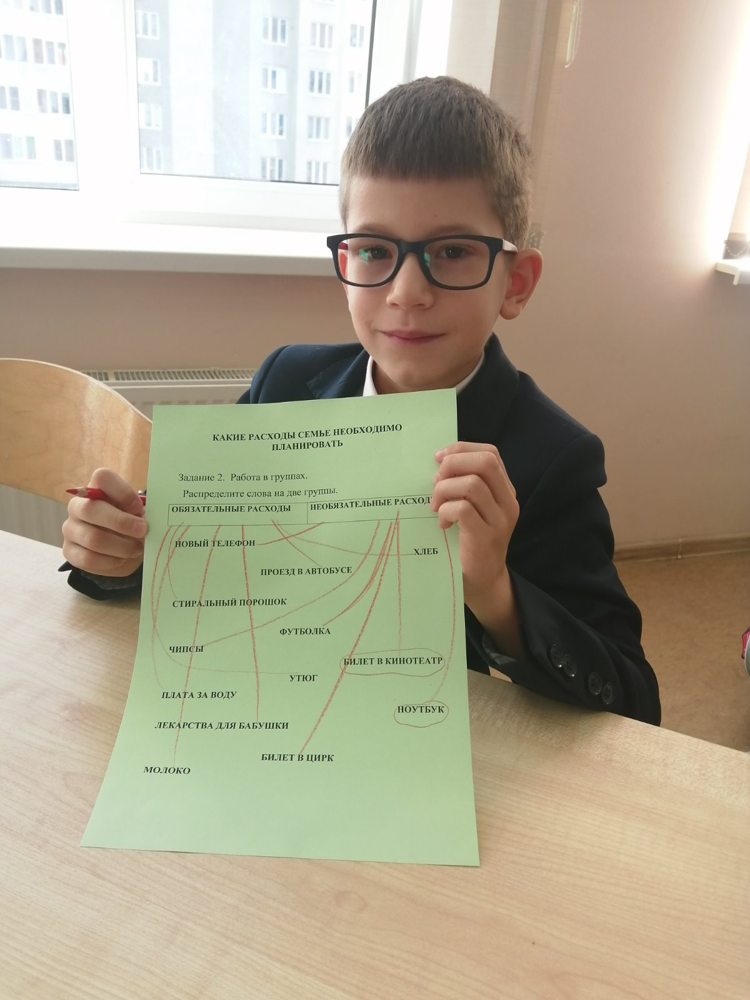 КАКИЕ РАСХОДЫ СЕМЬЕ НЕОБХОДИМО
ПЛАНИРОВАТЬ
Задание 2. Работа в группах.
Распределите слова на две группы.
ОБЯЗАТЕЛЬНЫЕ РАСХОДЫ
НЕОБЯЗАТЕЛЬНЫЕ РАСХОД
НОВЫЙ ТЕЛЕФОН
ХЛЕБ
ПРОЕЗД В АВТОБУСЕ
СТИРАЛЬНЫЙ ПОРОШОК
ФУТБОЛКА
ЧИПСЫ
БИЛЕТ В КИНОТЕАТР
УТЮГ
ПЛАТА ЗА ВОДУ
НОУТБУК
ЛЕКАРСТВА ДЛЯ БАБУШКИ
БИЛЕТ В ЦИРК
МОЛОКО